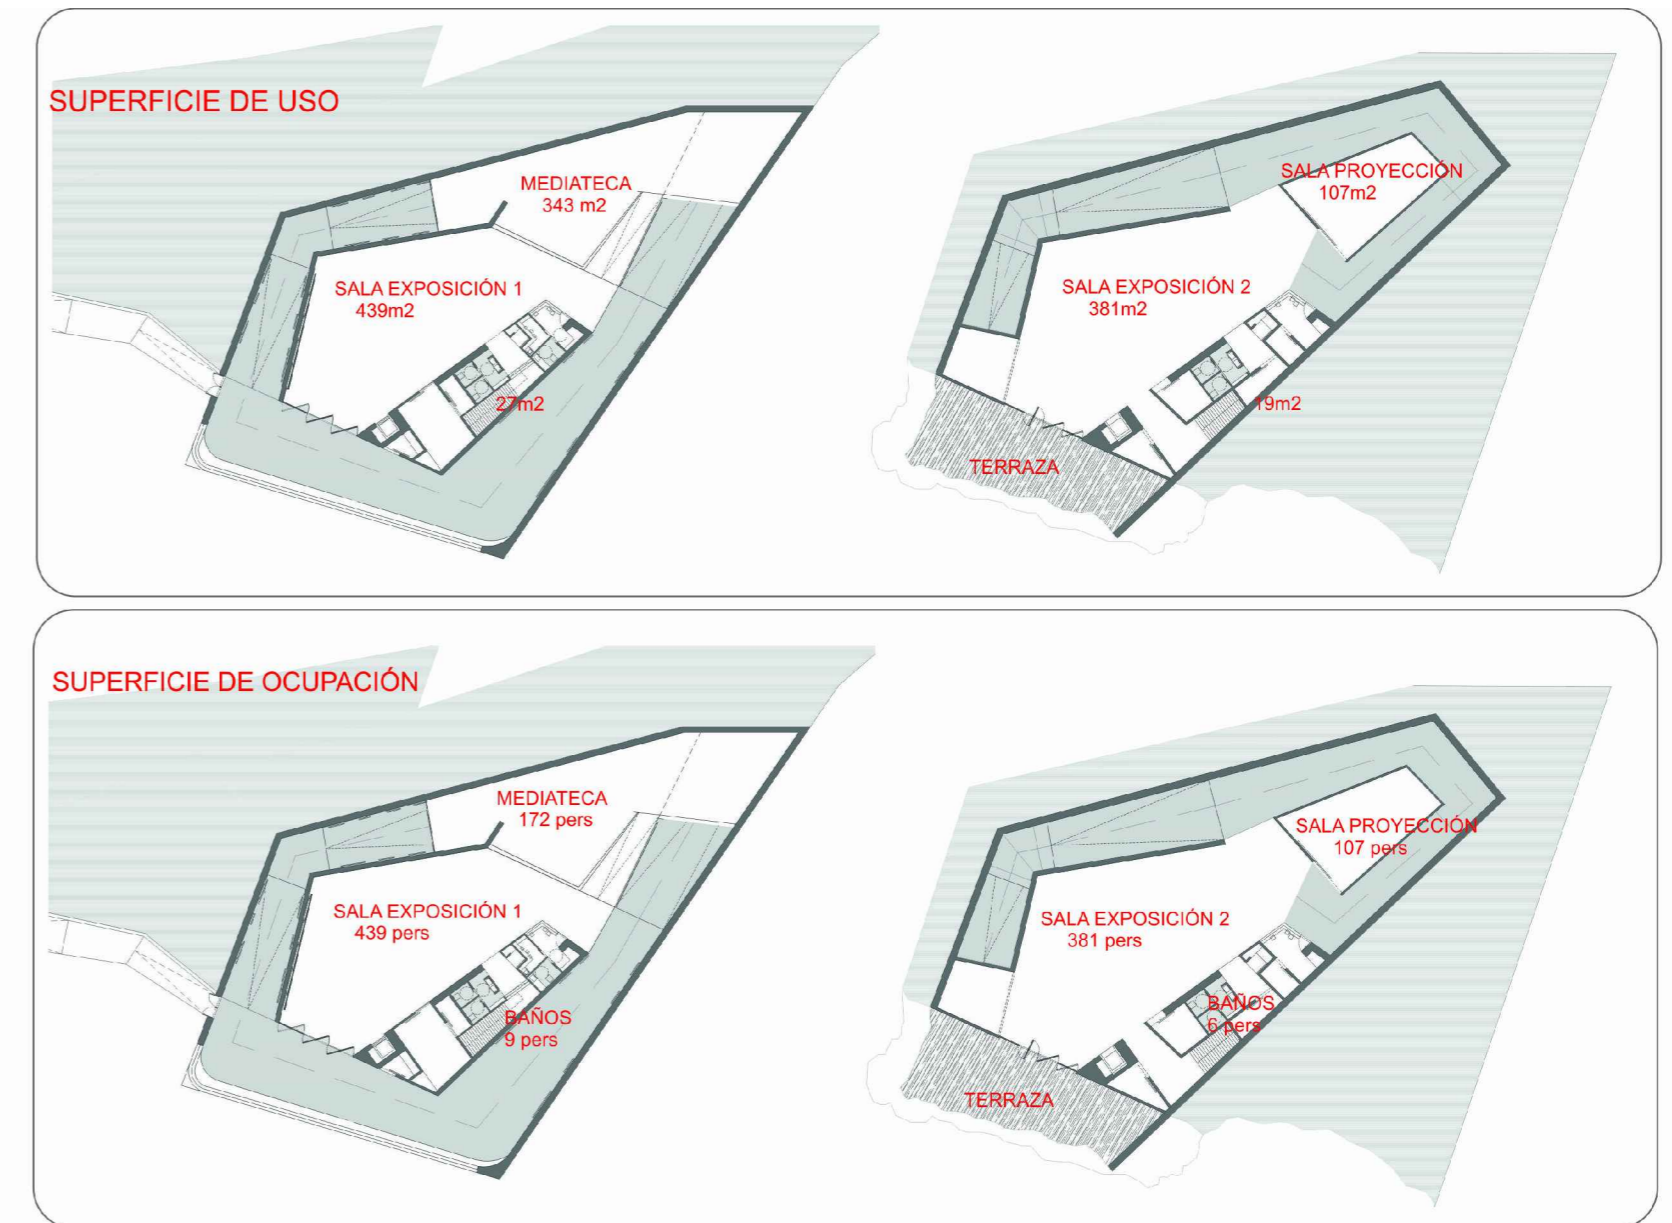 SUPERFICIE DE USO
MEDIATECA
343 m2
SALA EXPOSICIÓN 1
439m2
27m2
SALA PROYECCIÓN
107m2
SALA EXPOSICIÓN 2
381m2
19m2
TERRAZA
SUPERFICIE DE OCUPACIÓN
MEDIATECA
172 pers
SALA EXPOSICIÓN 1
439 pers
BAÑOS
9 pers
SALA PROYECCIÓN
107 pers
SALA EXPOSICIÓN 2
381 pers
BAÑOS
6 pers
TERRAZA